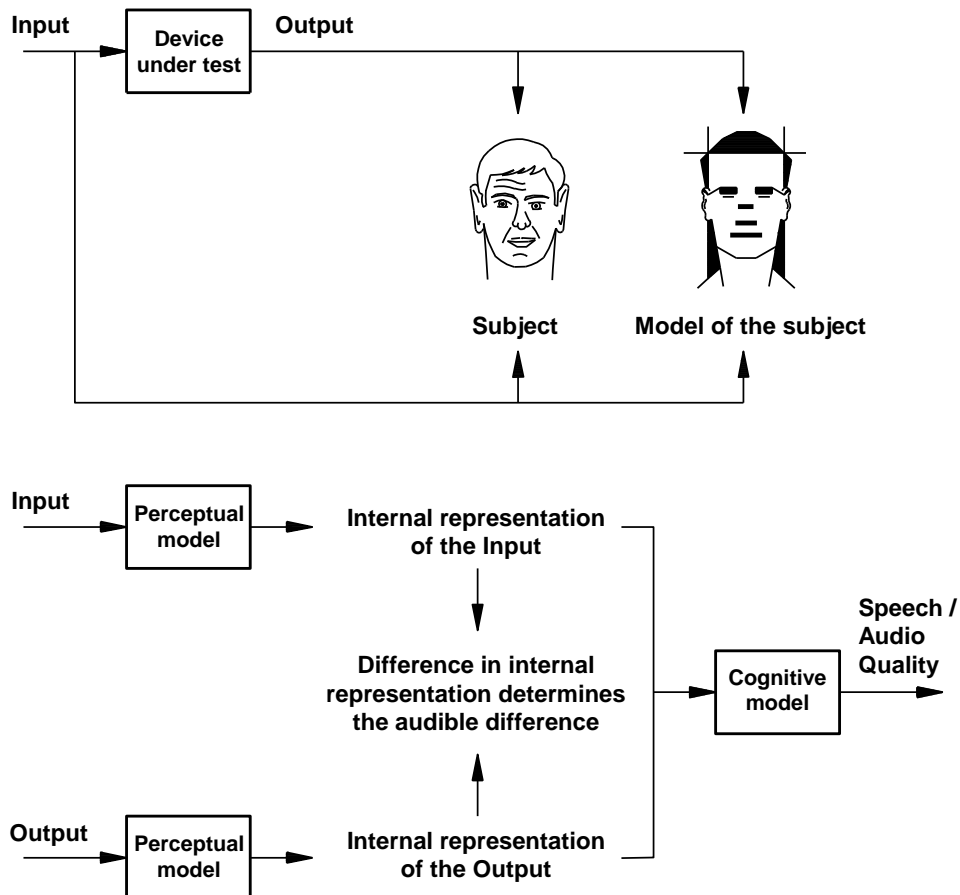 Input
Device
under test
Output
Subject
Model of the subject
Input
Perceptual
model
Internal representation
of the Input
Difference in internal
representation determines
the audible difference
Cognitive
model
Speech /
Audio
Quality
Output
Perceptual
model
Internal representation
of the Output